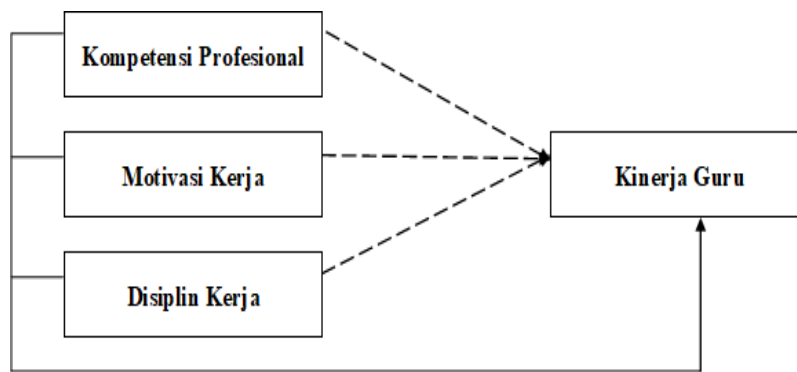 Kompetensi Profesional
Motivasi Kerja
Kinerja Guru
Disiplin Kerja